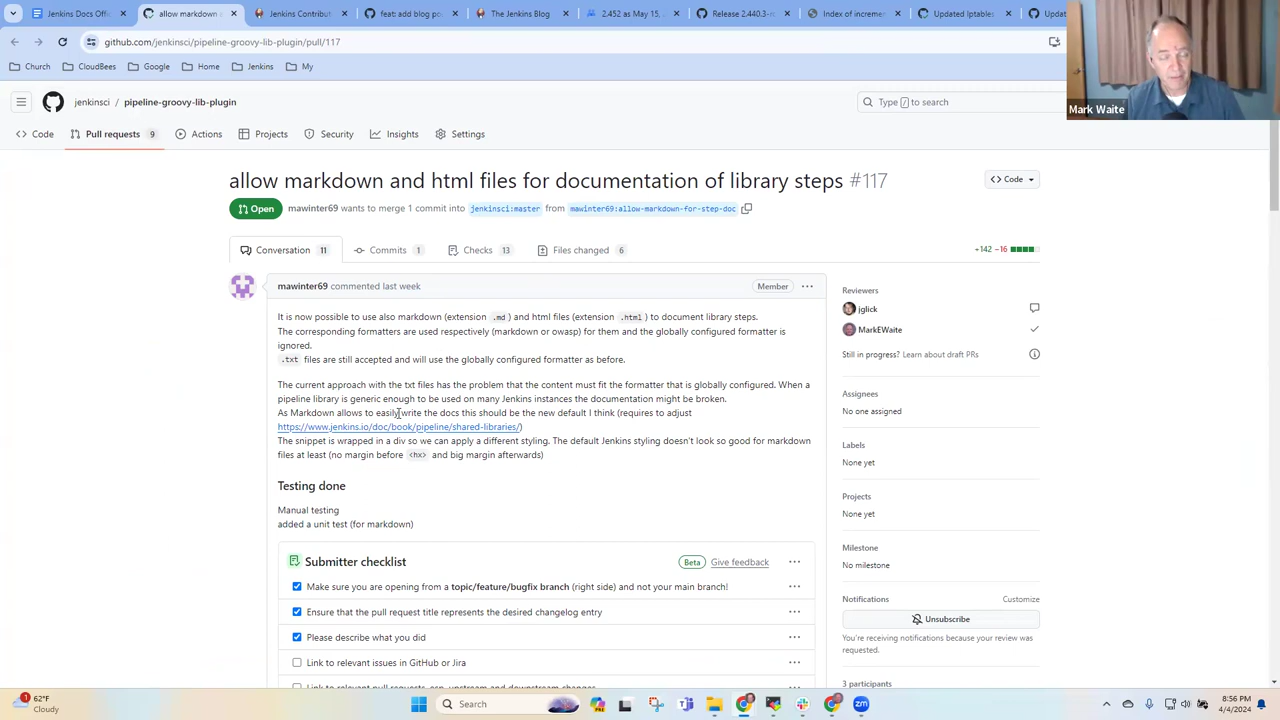 Docs Offic
allow markd
Jenkins Contribu
feat: add blog po
The Jenkins Blog
2.452 as May 15,
Release 2.440.3-r
Index of increme
Updated Iptables
Updat
github.com/jenkinsci/pipeline-groovy-lib-plugin/pull/117
Church
CloudBees
Google
Home
Jenkins
My
jenkinsci / pipeline-groovy-lib-plugin
Type / to search
Mark Waite
Code
Pull requests 9
Actions
Projects
Security
Insights
Settings
allow markdown and html files for documentation of library steps #117
Code
Open
mawinter69 wants to merge 1 commit into jenkinsci:master from mawinter69:allow-markdown-for-step-doc
Conversation 11
Commits 1
Checks 13
Files changed 6
+142 −16
mawinter69 commented last week
Member
It is now possible to use also markdown (extension .md) and html files (extension .html) to document library steps.
The corresponding formatters are used respectively (markdown or owasp) for them and the globally configured formatter is
ignored.
.txt files are still accepted and will use the globally configured formatter as before.
The current approach with the txt files has the problem that the content must fit the formatter that is globally configured. When a
pipeline library is generic enough to be used on many Jenkins instances the documentation might be broken.
As Markdown allows to easily write the docs this should be the new default I think (requires to adjust
https://www.jenkins.io/doc/book/pipeline/shared-libraries/)
The snippet is wrapped in a div so we can apply a different styling. The default Jenkins styling doesn't look so good for markdown
files at least (no margin before <hx> and big margin afterwards)
Testing done
Manual testing
added a unit test (for markdown)
Submitter checklist
Beta
Give feedback
Make sure you are opening from a topic/feature/bugfix branch (right side) and not your main branch!
Ensure that the pull request title represents the desired changelog entry
Please describe what you did
Link to relevant issues in GitHub or Jira
Link to relevant pull requests, esp. upstream and downstream changes
Reviewers
jglick
MarkEWaite
Still in progress? Learn about draft PRs
Assignees
No one assigned
Labels
None yet
Projects
None yet
Milestone
No milestone
Notifications
Customize
Unsubscribe
You're receiving notifications because your review was
requested.
3 participants
1
62°F
Cloudy
Search
8:56 PM
4/4/2024